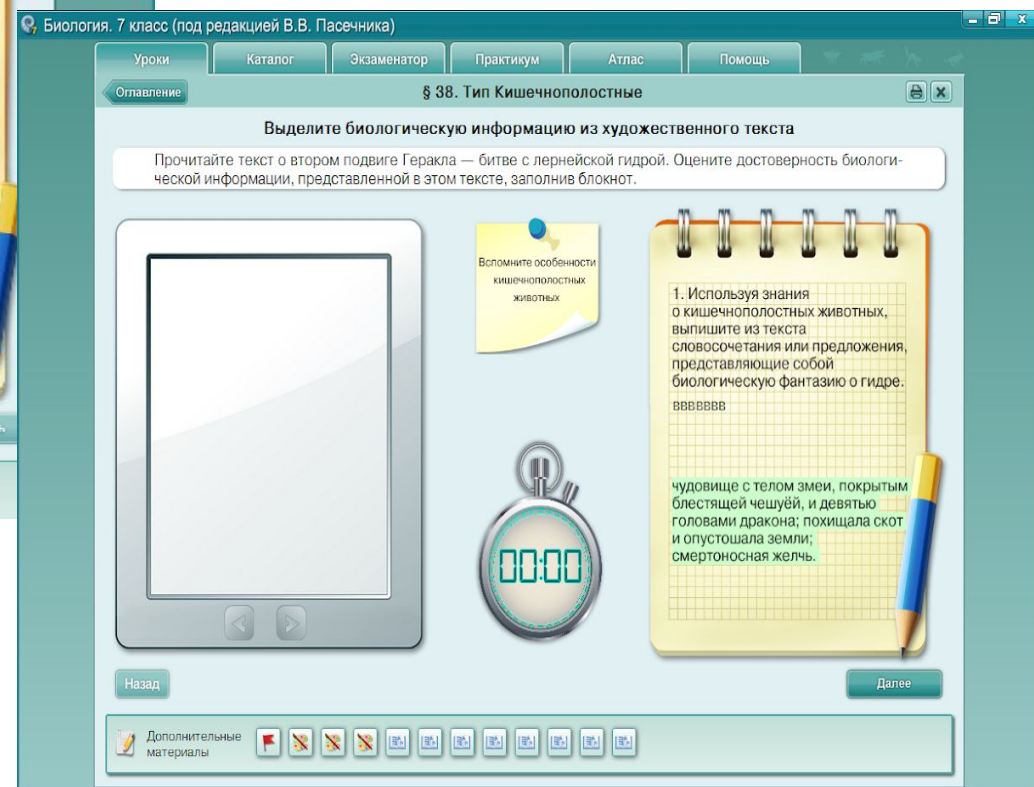 Биология. 7 класс (под редакцией В.В. Пасечника)
Уроки
Каталог
Экзаменатор
Практикум
Атлас
Помощь
Оглавление
§ 38. Тип Кишечнополостные
Выделите биологическую информацию из художественного текста
Прочитайте текст о втором подвиге Геракла — битве с лернейской гидрой. Оцените достоверность биологи-
ческой информации, представленной в этом тексте, заполнив блокнот.
Вспомните особенности
кишечнополостных
животных
00:00
1. Используя знания
о кишечнополостных животных,
выпишите из текста
словосочетания или предложения,
представляющие собой
биологическую фантазию о гидре.
ввввввв
чудовище с телом змеи, покрытым
блестящей чешуёй, и девятью
головами дракона; похищала скот
и опустошала земли;
смертоносная желчь.
Назад
Далее
Дополнительные
материалы